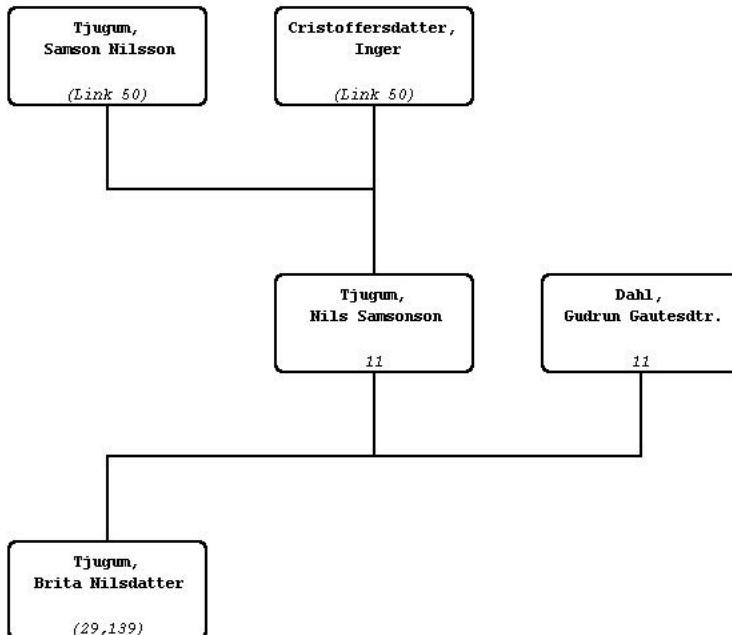 Tjugum,
Samson Nilsson
(Link 50)
Cristoffersdatter,
Inger
(Link 50)
Tjugum,
Nils Samsonson
11
Dahl,
Gudrun Gautesdtr.
11
Tjugum,
Brita Nilsdatter
(29,139)